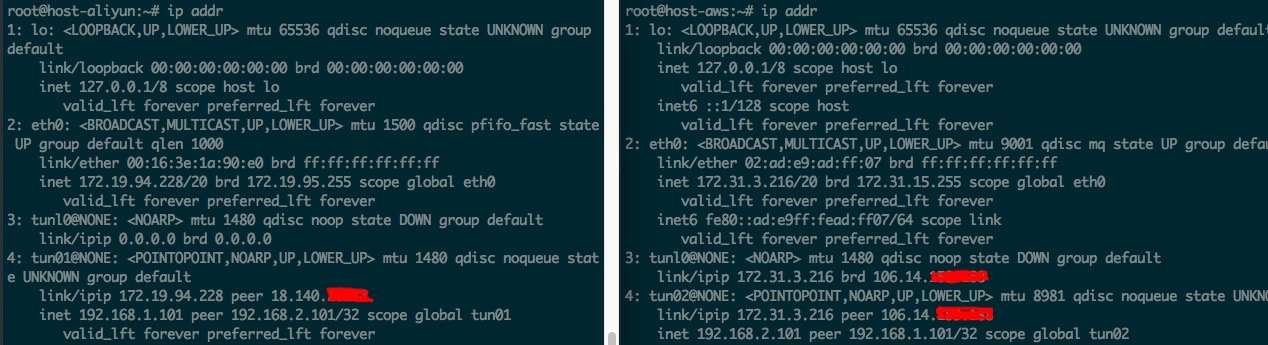 root@host-aliyun:~# ip addr
1: lo: <LOOPBACK,UP,LOWER_UP> mtu 65536 qdisc noqueue state UNKNOWN group
default
link/loopback 00:00:00:00:00:00 brd 00:00:00:00:00:00
inet 127.0.0.1/8 scope host lo
valid_lft forever preferred_lft forever
2: eth0: <BROADCAST,MULTICAST,UP,LOWER_UP> mtu 1500 qdisc pfifo_fast state
UP group default qlen 1000
link/ether 00:16:3e:1a:90:e0 brd ff:ff:ff:ff:ff:ff
inet 172.19.94.228/20 brd 172.19.95.255 scope global eth0
valid_lft forever preferred_lft forever
3: tunl0@NONE: <NOARP> mtu 1480 qdisc noop state DOWN group default
link/ipip 0.0.0.0 brd 0.0.0.0
4: tun01@NONE: <POINTOPOINT,NOARP,UP,LOWER_UP> mtu 1480 qdisc noqueue stat
e UNKNOWN group default
link/ipip 172.19.94.228 peer 18.140.
inet 192.168.1.101 peer 192.168.2.101/32 scope global tun01
valid_lft forever preferred_lft forever
root@host-aws:~# ip addr
1: lo: <LOOPBACK,UP,LOWER_UP> mtu 65536 qdisc noqueue state UNKNOWN group defaul
link/loopback 00:00:00:00:00:00 brd 00:00:00:00:00:00
inet 127.0.0.1/8 scope host lo
valid_lft forever preferred_lft forever
inet6 ::1/128 scope host
valid_lft forever preferred_lft forever
2: eth0: <BROADCAST,MULTICAST,UP,LOWER_UP> mtu 9001 qdisc mq state UP group defa
link/ether 02:ad:e9:ad:ff:07 brd ff:ff:ff:ff:ff:ff
inet 172.31.3.216/20 brd 172.31.15.255 scope global eth0
valid_lft forever preferred_lft forever
inet6 fe80::ad:e9ff:fead:ff07/64 scope link
valid_lft forever preferred_lft forever
3: tunl0@NONE: <NOARP> mtu 1480 qdisc noop state DOWN group default
link/ipip 172.31.3.216 brd 106.14.
4: tun02@NONE: <POINTOPOINT,NOARP,UP,LOWER_UP> mtu 8981 qdisc noqueue state UNKN
link/ipip 172.31.3.216 peer 106.14.
inet 192.168.2.101 peer 192.168.1.101/32 scope global tun02